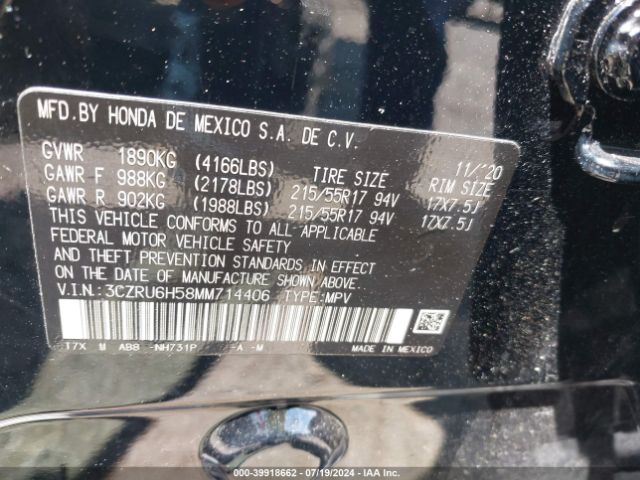 MFD. BY HONDA DE MEXICO S.A. DE C.V.
GVWR 1890KG (4166LBS) TIRE SIZE 11/'20
GAWR F 988KG (2178LBS) 215/55R17 94V RIM SIZE 17X7.5J
GAWR R 902KG (1988LBS) 215/55R17 94V 17X7.5J
THIS VEHICLE CONFORMS TO ALL APPLICABLE
FEDERAL MOTOR VEHICLE SAFETY
AND THEFT PREVENTION STANDARDS IN EFFECT
ON THE DATE OF MANUFACTURE SHOWN ABOVE.
V.I.N.: 3CZRU6H58MM714406 TYPE: MPV
T7X M AB8 -NH731P -A -M MADE IN MEXICO
000-39918662 - 07/19/2024 - IAA Inc.